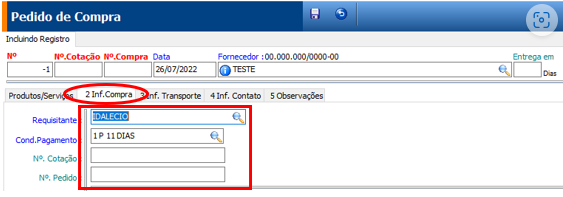 Pedido de Compra
Incluindo Registro
Nº Nº.Cotação Nº.Compra Data Fornecedor :00.000.000/0000-00 Entrega em
-1 26/07/2022 TESTE Dias
Produtos/Serviços 2 Inf.Compra 3 Inf. Transporte 4 Inf. Contato 5 Observações
Requisitante: IDALECIO
Cond.Pagamento: 1 P 11 DIAS
Nº. Cotação:
Nº. Pedido: